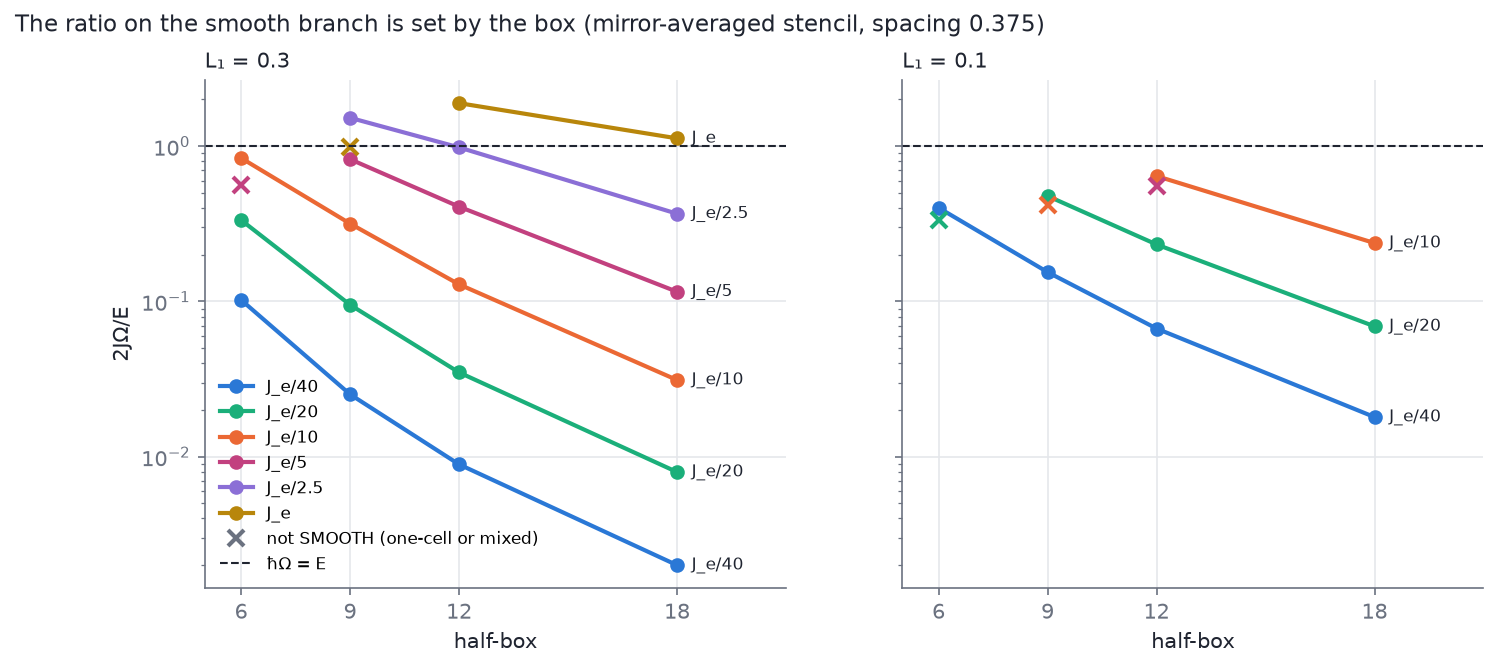 The ratio on the smooth branch is set by the box (mirror-averaged stencil, spacing 0.375)
L₁ = 0.3
10⁰
10⁻¹
10⁻²
2JΩ/E
J_e
J_e/2.5
J_e/5
J_e/10
J_e/20
J_e/40
J_e/40
J_e/20
J_e/10
J_e/5
J_e/2.5
J_e
not SMOOTH (one-cell or mixed)
ħΩ = E
6 9 12 18
half-box
L₁ = 0.1
J_e/10
J_e/20
J_e/40
6 9 12 18
half-box